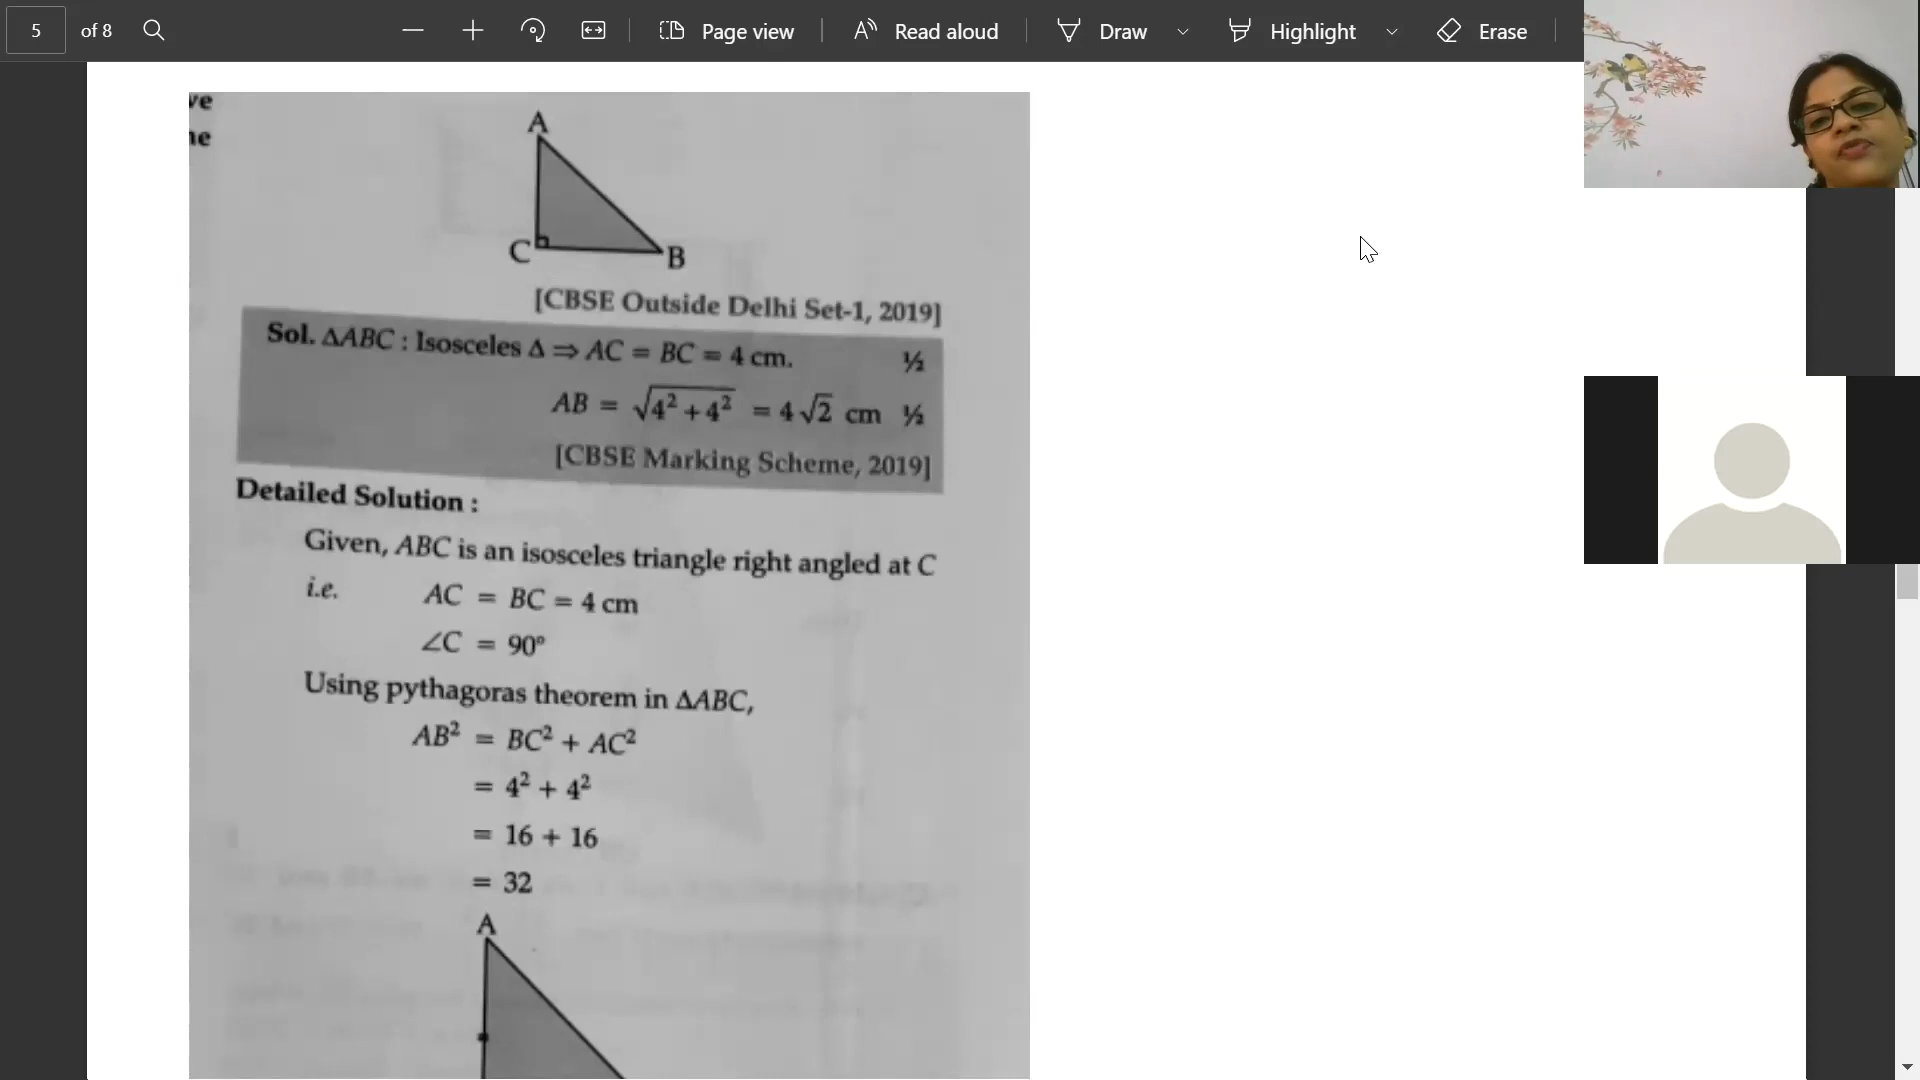 5 of 8 Page view Read aloud Draw Highlight Erase
A
C B
[CBSE Outside Delhi Set-1, 2019]
Sol. ΔABC : Isosceles Δ ⇒ AC = BC = 4 cm. ½
AB = √4² + 4² = 4 √2 cm ½
[CBSE Marking Scheme, 2019]
Detailed Solution :
Given, ABC is an isosceles triangle right angled at C
i.e. AC = BC = 4 cm
∠C = 90°
Using pythagoras theorem in ΔABC,
AB² = BC² + AC²
= 4² + 4²
= 16 + 16
= 32
A